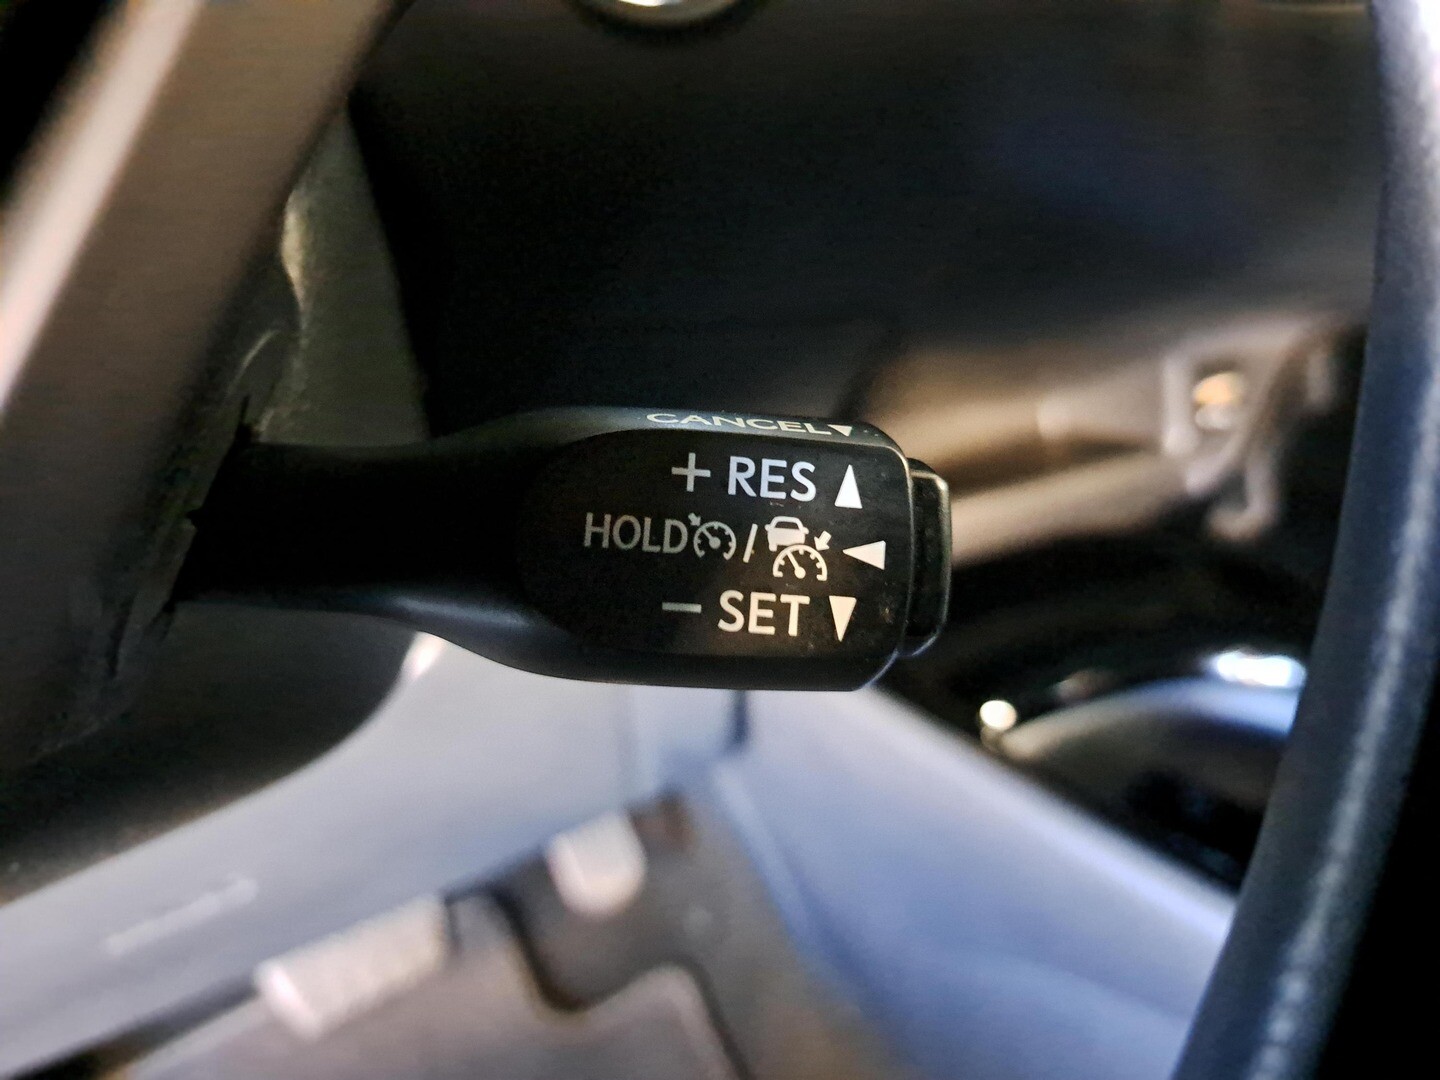 CANCEL
+ RES
HOLD /
− SET